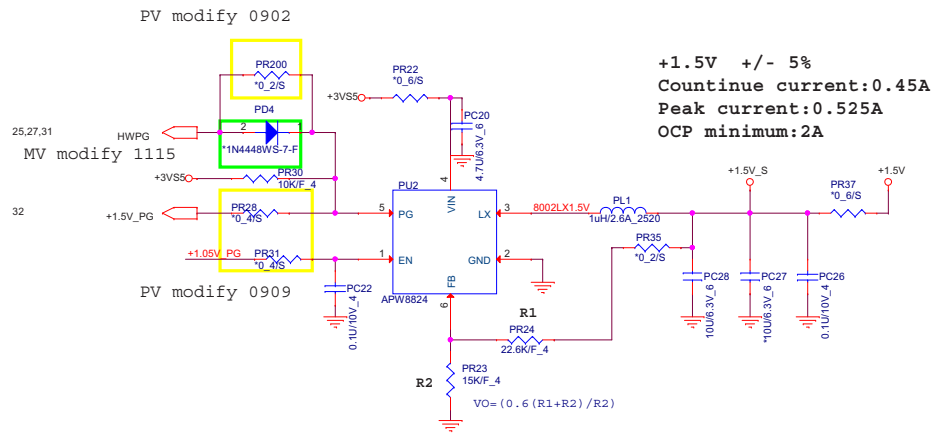 PV modify 0902
PR200
*0_2/S
PD4
2
1
*1N4448WS-7-F
25,27,31
HWPG
MV modify 1115
+3VS5
PR30
10K/F_4
32
+1.5V_PG
PR28
*0_4/S
+1.05V_PG
PR31
*0_4/S
PV modify 0909
PC22
0.1U/10V_4
+3VS5
PR22
*0_6/S
PC20
4.7U/6.3V_6
PU2
4
VIN
5
PG
LX
3
1
EN
GND
2
FB
6
APW8824
8002LX1.5V
PL1
1uH/2.6A_2520
PR35
*0_2/S
R1
PR24
22.6K/F_4
R2
PR23
15K/F_4
VO=(0.6(R1+R2)/R2)
+1.5V +/- 5%
Countinue current:0.45A
Peak current:0.525A
OCP minimum:2A
+1.5V_S
PR37
*0_6/S
+1.5V
PC28
10U/6.3V_6
PC27
*10U/6.3V_6
PC26
0.1U/10V_4